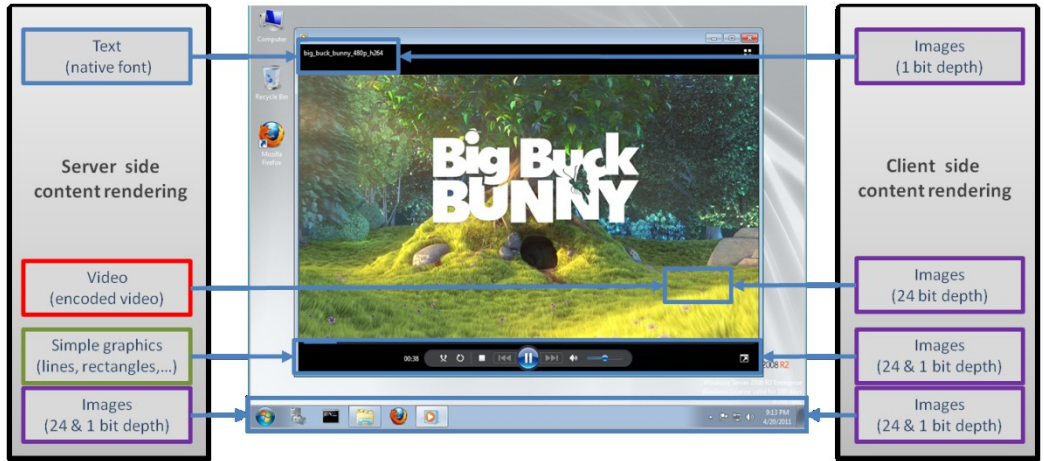 Text
(native font)
Server side
content rendering
Video
(encoded video)
Simple graphics
(lines, rectangles,...)
Images
(24 & 1 bit depth)
Computer
Recycle Bin
Mozilla
Firefox
big_buck_bunny_480p_h264
Big Buck
BUNNY
00:38
2008 R2
9:13 PM
4/20/2011
Images
(1 bit depth)
Client side
content rendering
Images
(24 bit depth)
Images
(24 & 1 bit depth)
Images
(24 & 1 bit depth)